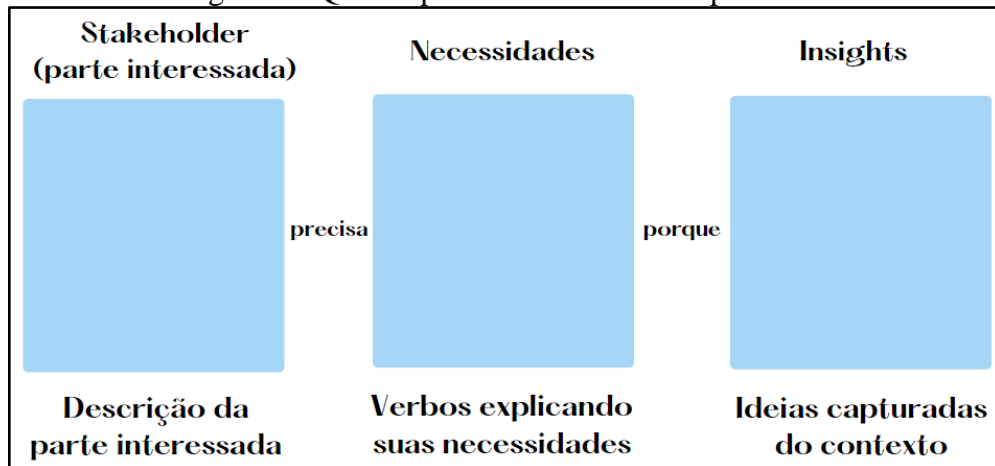 Stakeholder
(parte interessada)
Necessidades
Insights
precisa
porque
Descrição da
parte interessada
Verbos explicando
suas necessidades
Ideias capturadas
do contexto